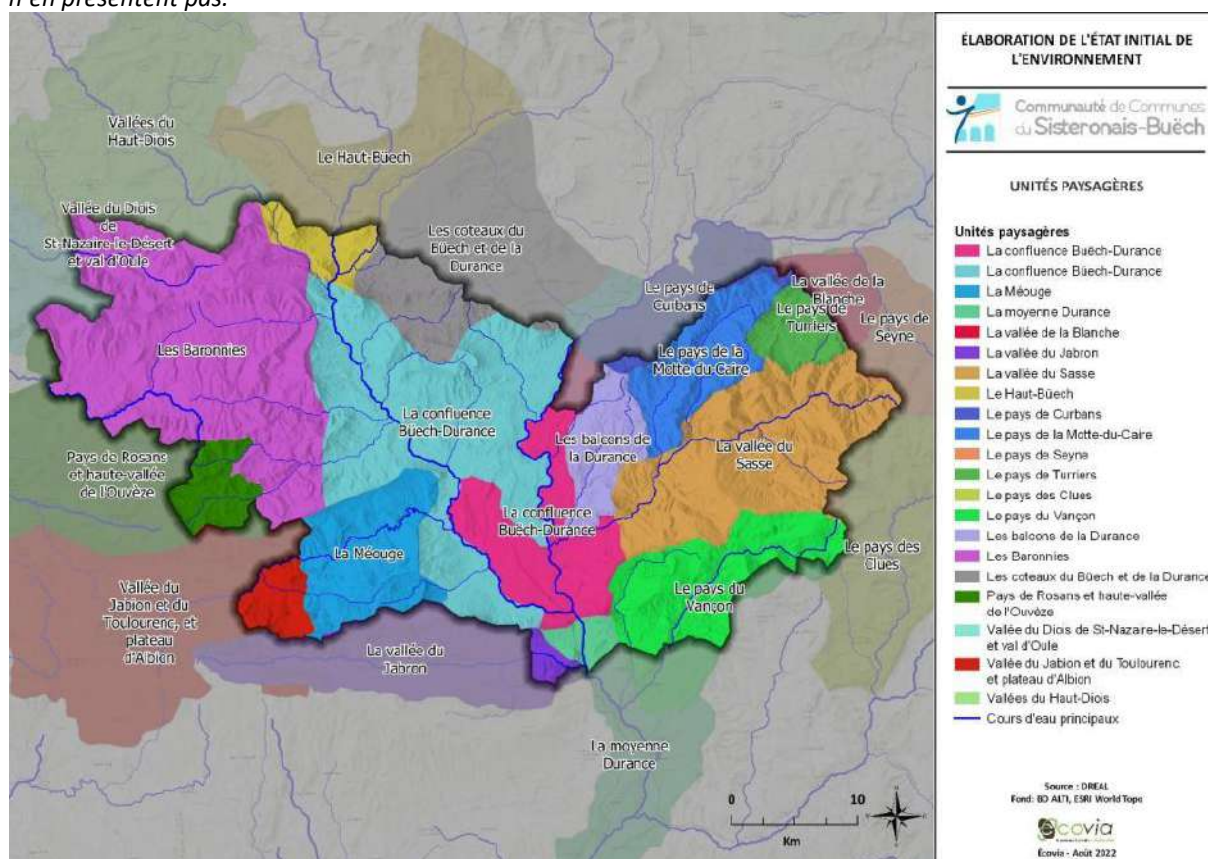 n'en présentent pas.
Vallées du
Haut-Diois
Le Haut-Büech
Vallée du Diois
de
St-Nazaire-le-Désert
et val d'Oule
Les coteaux du
Büech et de la
Durance
Le pays de
Curbans
La vallée de la
Blanche
Le pays de
Turriers
Le pays de
Seyne
Les Baronnies
Le pays de la
Motte-du-Caire
La confluence
Büech-Durance
Les balcons de
la Durance
La vallée du
Sasse
Pays de Rosans
et haute-vallée
de l'Ouvèze
La confluence
Büech-Durance
La Méouge
Le pays des
Clues
Le pays du
Vançon
Vallée du
Jabion et du
Toulourenc, et
plateau
d'Albion
La vallée du
Jabron
La moyenne
Durance
0 10
Km
ÉLABORATION DE L'ÉTAT INITIAL DE
L'ENVIRONNEMENT
Communauté de Communes
du Sisteronais-Buëch
UNITÉS PAYSAGÈRES
Unités paysagères
La confluence Buëch-Durance
La confluence Büech-Durance
La Méouge
La moyenne Durance
La vallée de la Blanche
La vallée du Jabron
La vallée du Sasse
Le Haut-Büech
Le pays de Curbans
Le pays de la Motte-du-Caire
Le pays de Seyne
Le pays de Turriers
Le pays des Clues
Le pays du Vançon
Les balcons de la Durance
Les Baronnies
Les coteaux du Büech et de la Durance
Pays de Rosans et haute-vallée
de l'Ouvèze
Vallée du Diois de St-Nazaire-le-Désert
et val d'Oule
Vallée du Jabion et du Toulourenc,
et plateau d'Albion
Vallées du Haut-Diois
Cours d'eau principaux
Source : DREAL
Fond: BD ALTI, ESRI World Topo
écovia
Écovia - Août 2022